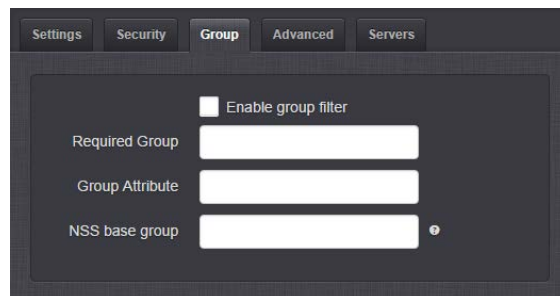 Settings Security Group Advanced Servers
Enable group filter
Required Group
Group Attribute
NSS base group ?